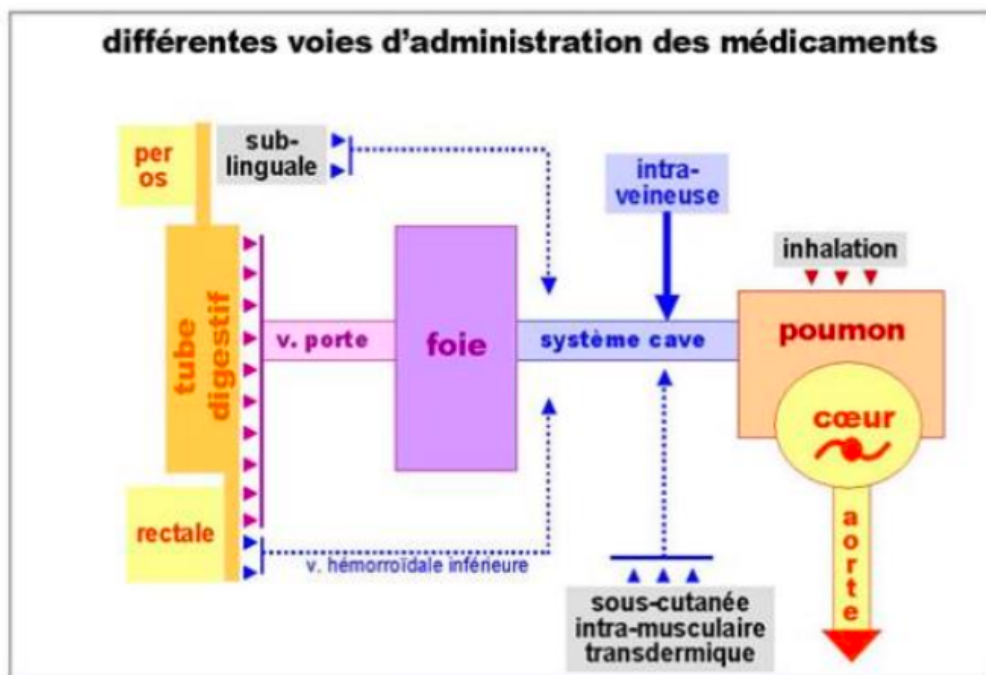 différentes voies d'administration des médicaments
per
os
sub-
linguale
intra-
veineuse
inhalation
tube
digestif
v. porte
foie
système cave
poumon
cœur
rectale
v. hémorroïdale inférieure
sous-cutanée
intra-musculaire
transdermique
aorte